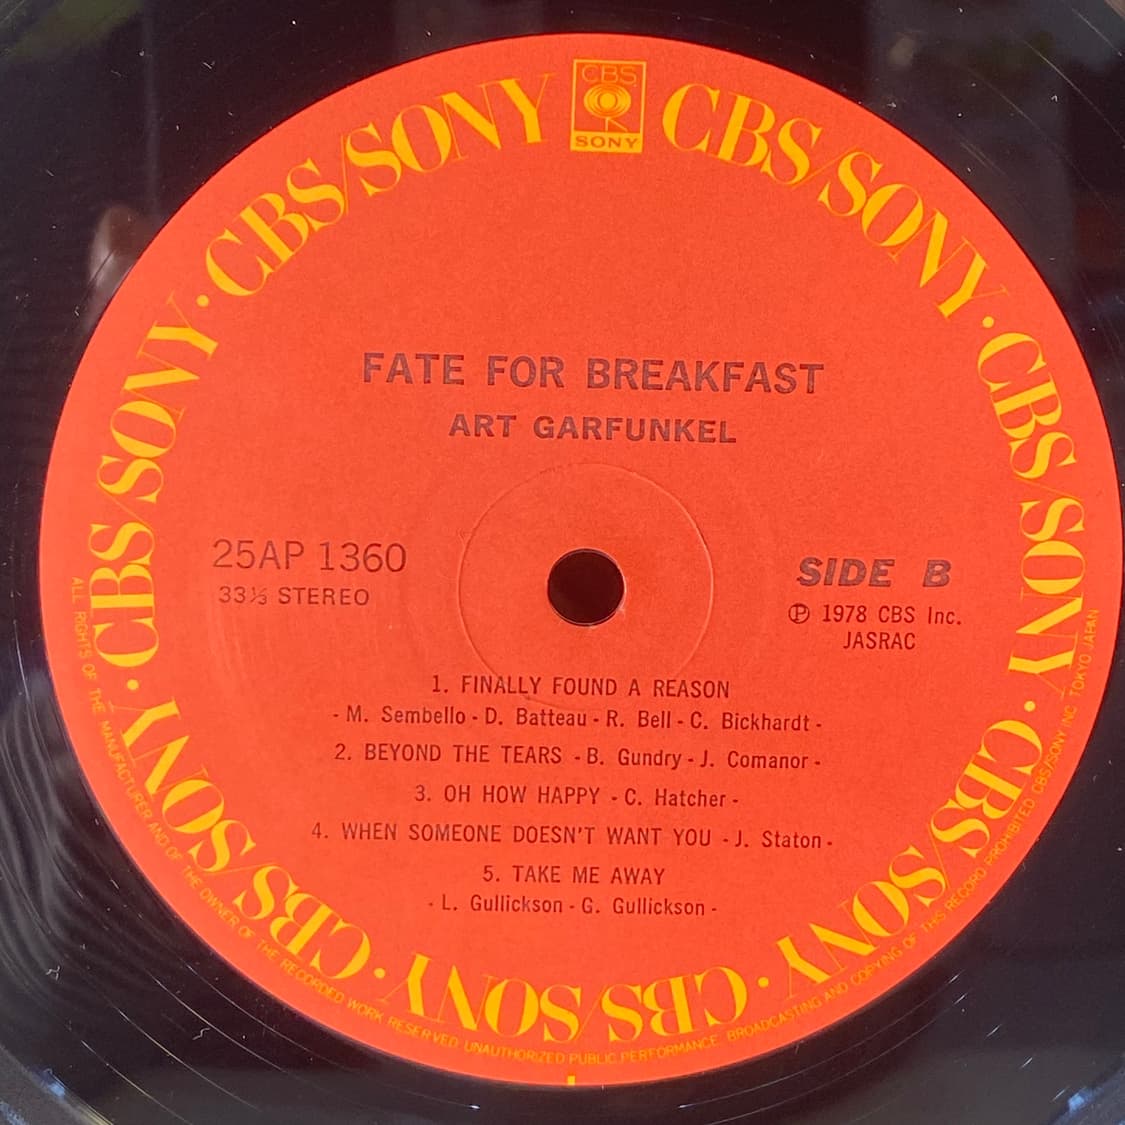 CBS
SONY
CBS/SONY · CBS/SONY · CBS/SONY · CBS/SONY · CBS/SONY · CBS/SONY · CBS/SONY
FATE FOR BREAKFAST
ART GARFUNKEL
25AP 1360
33⅓ STEREO
SIDE B
Ⓟ 1978 CBS Inc.
JASRAC
1. FINALLY FOUND A REASON
- M. Sembello - D. Batteau - R. Bell - C. Bickhardt -
2. BEYOND THE TEARS - B. Gundry - J. Comanor -
3. OH HOW HAPPY - C. Hatcher -
4. WHEN SOMEONE DOESN'T WANT YOU - J. Staton -
5. TAKE ME AWAY
- L. Gullickson - G. Gullickson -
ALL RIGHTS OF THE MANUFACTURER AND OF THE OWNER OF THE RECORDED WORK RESERVED UNAUTHORIZED PUBLIC PERFORMANCE BROADCASTING AND COPYING OF THIS RECORD PROHIBITED CBS/SONY INC. TOKYO JAPAN